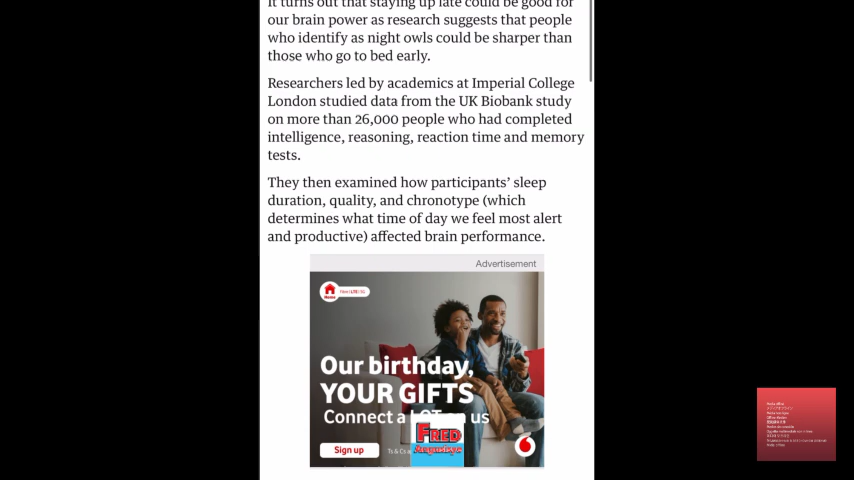 It turns out that staying up late could be good for
our brain power as research suggests that people
who identify as night owls could be sharper than
those who go to bed early.
Researchers led by academics at Imperial College
London studied data from the UK Biobank study
on more than 26,000 people who had completed
intelligence, reasoning, reaction time and memory
tests.
They then examined how participants’ sleep
duration, quality, and chronotype (which
determines what time of day we feel most alert
and productive) affected brain performance.
Advertisement
Home
Our birthday,
YOUR GIFTS
Connect a us
FRED
Sign up
Ts & Cs